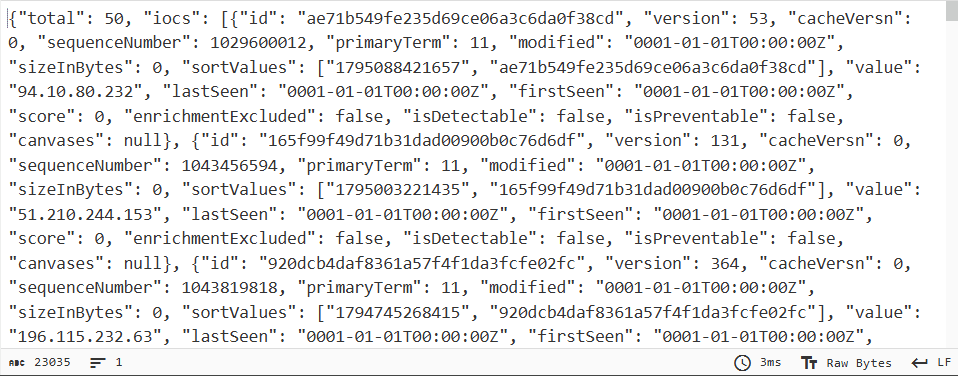 {"total": 50, "iocs": [{"id": "ae71b549fe235d69ce06a3c6da0f38cd", "version": 53, "cacheVersn":
0, "sequenceNumber": 1029600012, "primaryTerm": 11, "modified": "0001-01-01T00:00:00Z",
"sizeInBytes": 0, "sortValues": ["1795088421657", "ae71b549fe235d69ce06a3c6da0f38cd"], "value":
"94.10.80.232", "lastSeen": "0001-01-01T00:00:00Z", "firstSeen": "0001-01-01T00:00:00Z",
"score": 0, "enrichmentExcluded": false, "isDetectable": false, "isPreventable": false,
"canvases": null}, {"id": "165f99f49d71b31dad00900b0c76d6df", "version": 131, "cacheVersn": 0,
"sequenceNumber": 1043456594, "primaryTerm": 11, "modified": "0001-01-01T00:00:00Z",
"sizeInBytes": 0, "sortValues": ["1795003221435", "165f99f49d71b31dad00900b0c76d6df"], "value":
"51.210.244.153", "lastSeen": "0001-01-01T00:00:00Z", "firstSeen": "0001-01-01T00:00:00Z",
"score": 0, "enrichmentExcluded": false, "isDetectable": false, "isPreventable": false,
"canvases": null}, {"id": "920dcb4daf8361a57f4f1da3fcfe02fc", "version": 364, "cacheVersn": 0,
"sequenceNumber": 1043819818, "primaryTerm": 11, "modified": "0001-01-01T00:00:00Z",
"sizeInBytes": 0, "sortValues": ["1794745268415", "920dcb4daf8361a57f4f1da3fcfe02fc"], "value":
"196.115.232.63", "lastSeen": "0001-01-01T00:00:00Z", "firstSeen": "0001-01-01T00:00:00Z",
ABC 23035 1 3ms Tт Raw Bytes LF